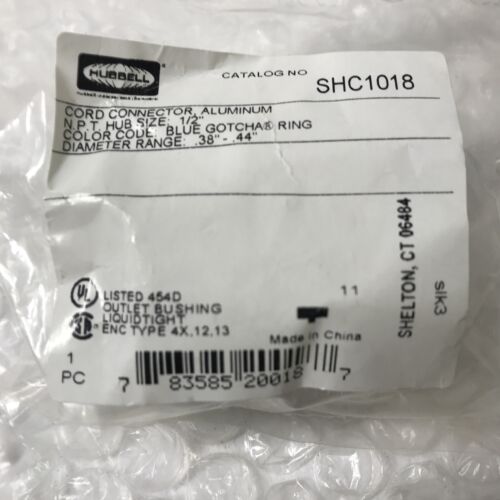 HUBBELL
CATALOG NO SHC1018
CORD CONNECTOR, ALUMINUM
N.P.T. HUB SIZE: 1/2"
COLOR CODE: BLUE GOTCHA® RING
DIAMETER RANGE: .38" - .44"
SHELTON, CT 06484
slk3
UL
LISTED 454D
OUTLET BUSHING
LIQUIDTIGHT
ENC TYPE 4X,12,13
11
Made in China
1
PC
7 83585 20018 7